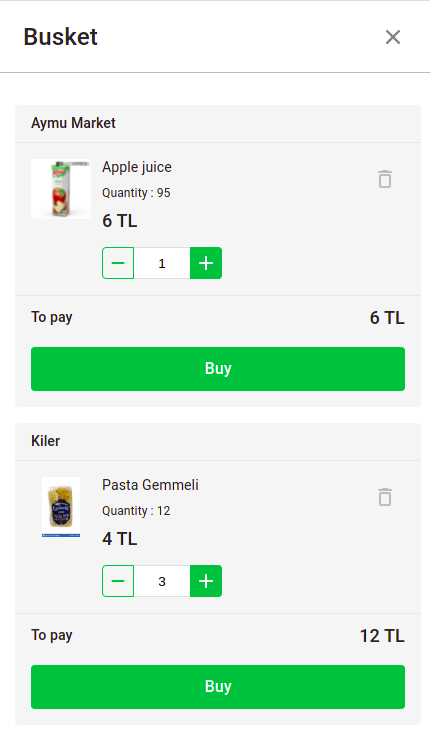 Busket
Aymu Market
Apple juice
Quantity : 95
6 TL
1
To pay
6 TL
Buy
Kiler
Pasta Gemmeli
Quantity : 12
4 TL
3
To pay
12 TL
Buy